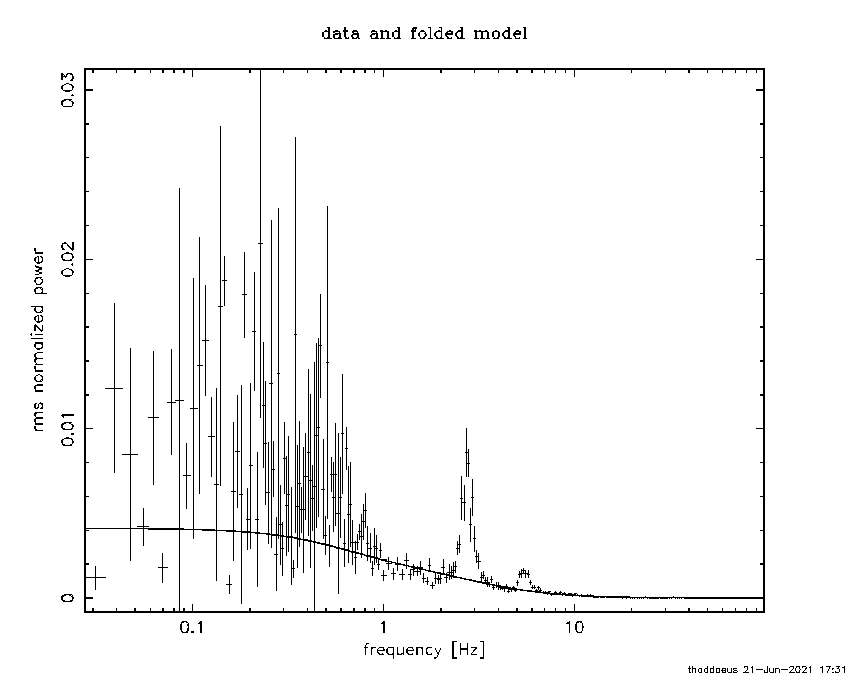 data and folded model
rms normalized power
0.03
0.02
0.01
0
0.1 1 10
frequency [Hz]
thaddaeus 21-Jun-2021 17:31